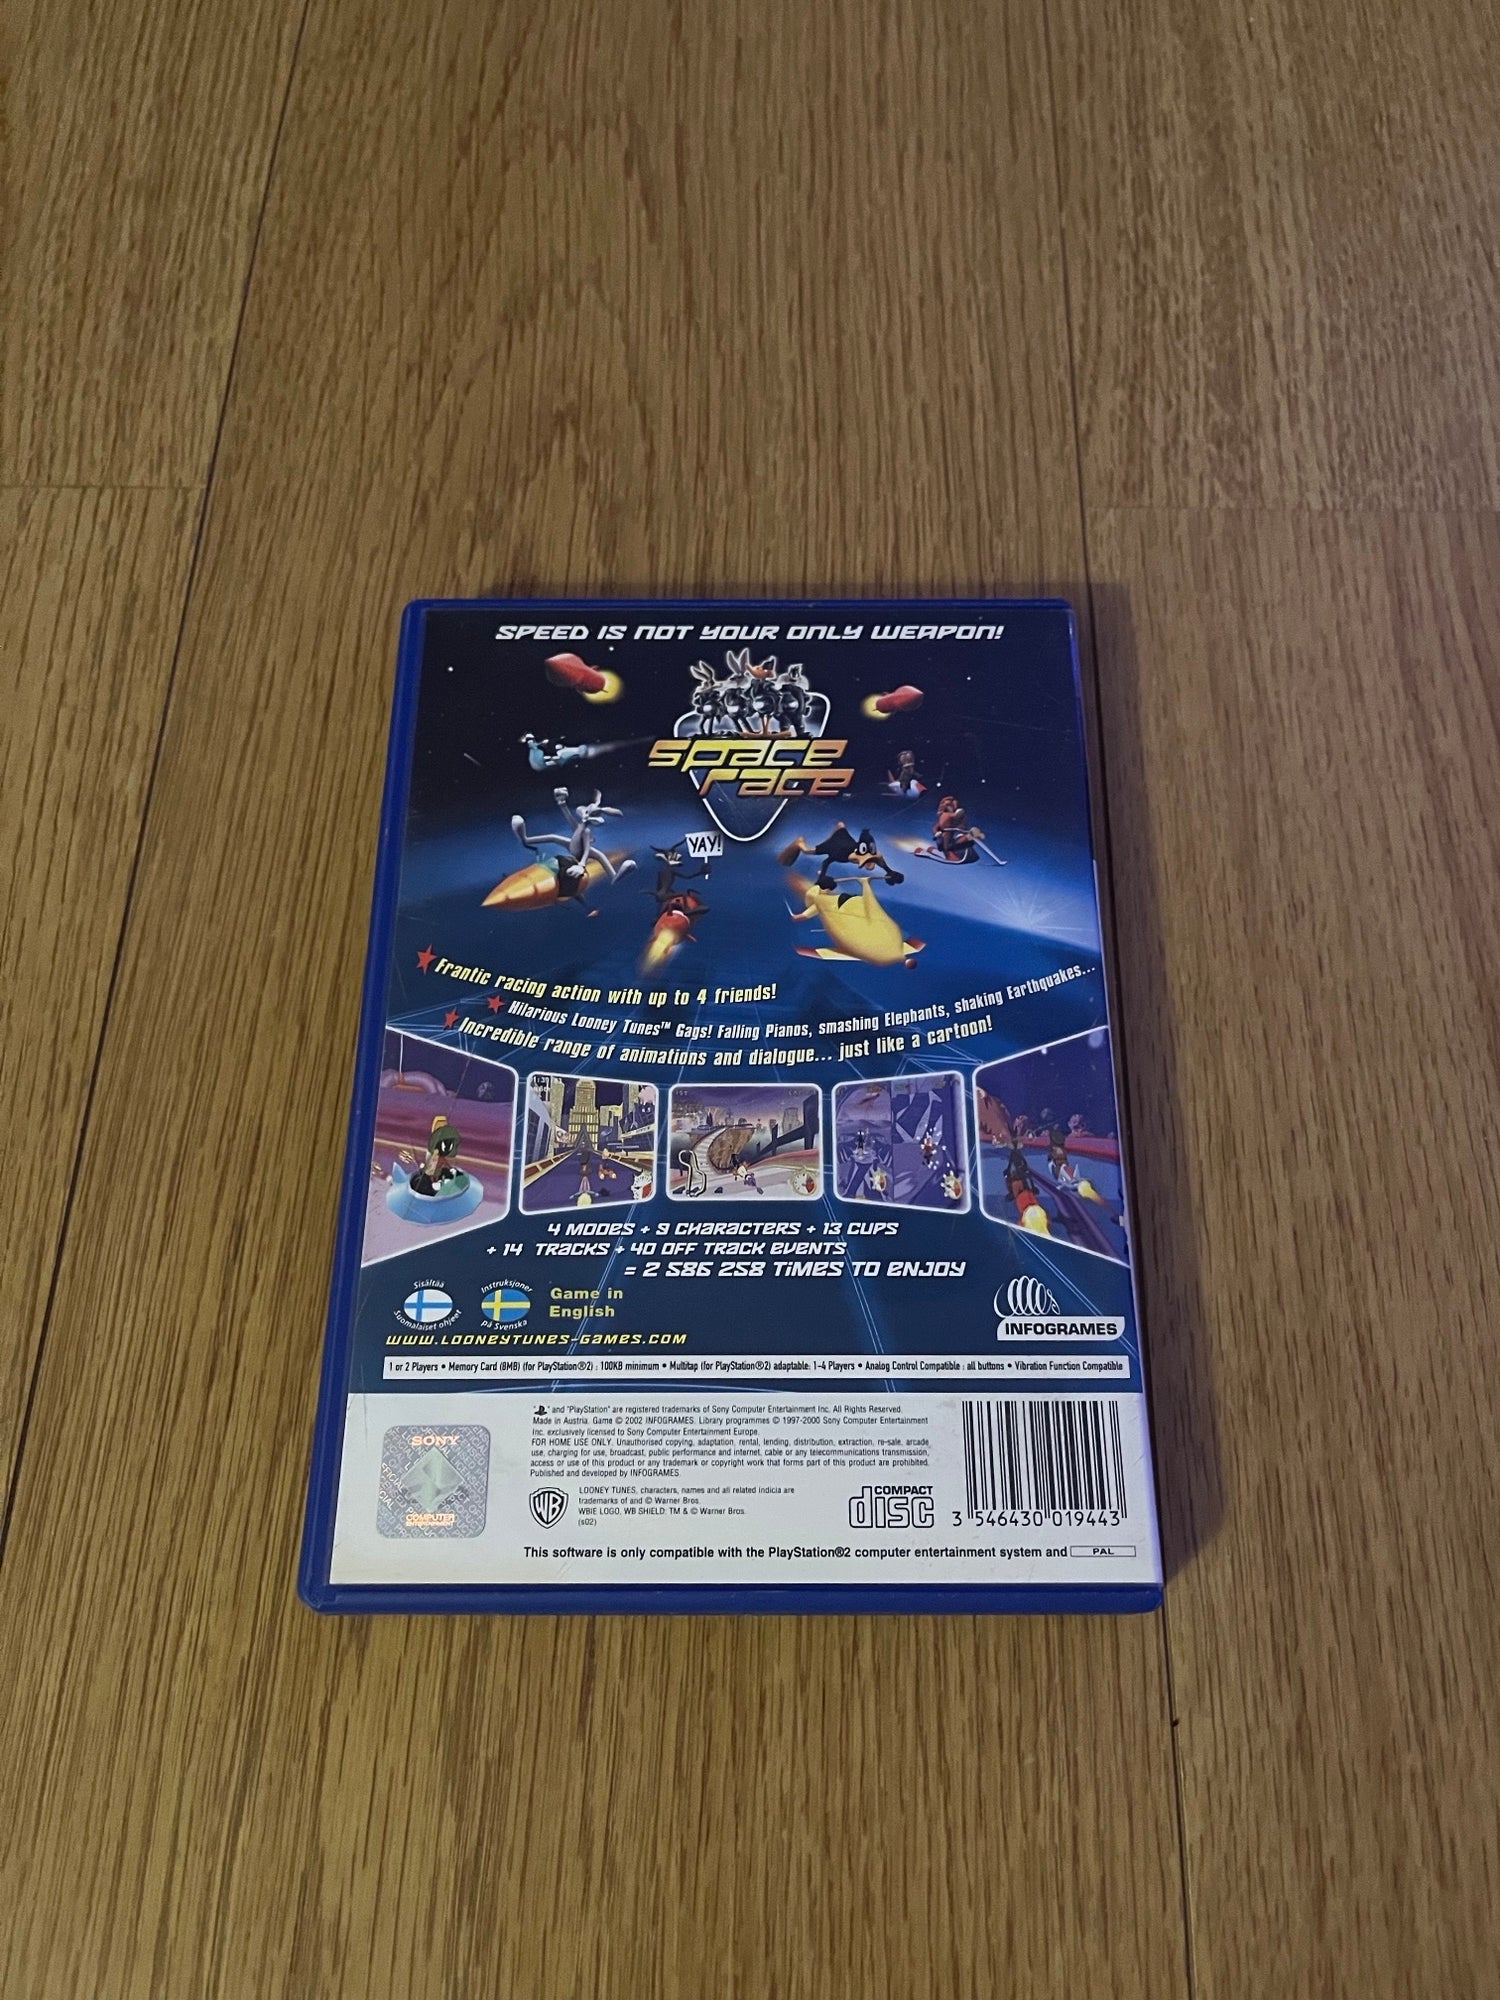 SPEED IS NOT YOUR ONLY WEAPON!
space
race
YAY!
Frantic racing action with up to 4 friends!
Hilarious Looney Tunes™ Gags! Falling Pianos, smashing Elephants, shaking Earthquakes...
Incredible range of animations and dialogue... just like a cartoon!
4 MODES + 9 CHARACTERS + 13 CUPS
+ 14 TRACKS + 40 OFF TRACK EVENTS
= 2 586 258 TIMES TO ENJOY
Sisältää
Suomalaiset ohjeet
Instruksjoner
på Svenska
Game in
English
WWW.LOONEYTUNES-GAMES.COM
INFOGRAMES
1 or 2 Players • Memory Card (8MB) (for PlayStation®2) : 100KB minimum • Multitap (for PlayStation®2) adaptable: 1-4 Players • Analog Control Compatible : all buttons • Vibration Function Compatible
" " and "PlayStation" are registered trademarks of Sony Computer Entertainment Inc. All Rights Reserved.
Made in Austria. Game © 2002 INFOGRAMES. Library programmes © 1997-2000 Sony Computer Entertainment
Inc. exclusively licensed to Sony Computer Entertainment Europe.
FOR HOME USE ONLY. Unauthorised copying, adaptation, rental, lending, distribution, extraction, re-sale, arcade
use, charging for use, broadcast, public performance and internet, cable or any telecommunications transmission,
access or use of this product or any trademark or copyright work that forms part of this product are prohibited.
Published and developed by INFOGRAMES.
SONY
COMPUTER
ENTERTAINMENT
WB
LOONEY TUNES, characters, names and all related indicia are
trademarks of and © Warner Bros.
WBIE LOGO, WB SHIELD: TM & © Warner Bros.
(s02)
COMPACT
disc
3 546430 019443
This software is only compatible with the PlayStation®2 computer entertainment system and PAL